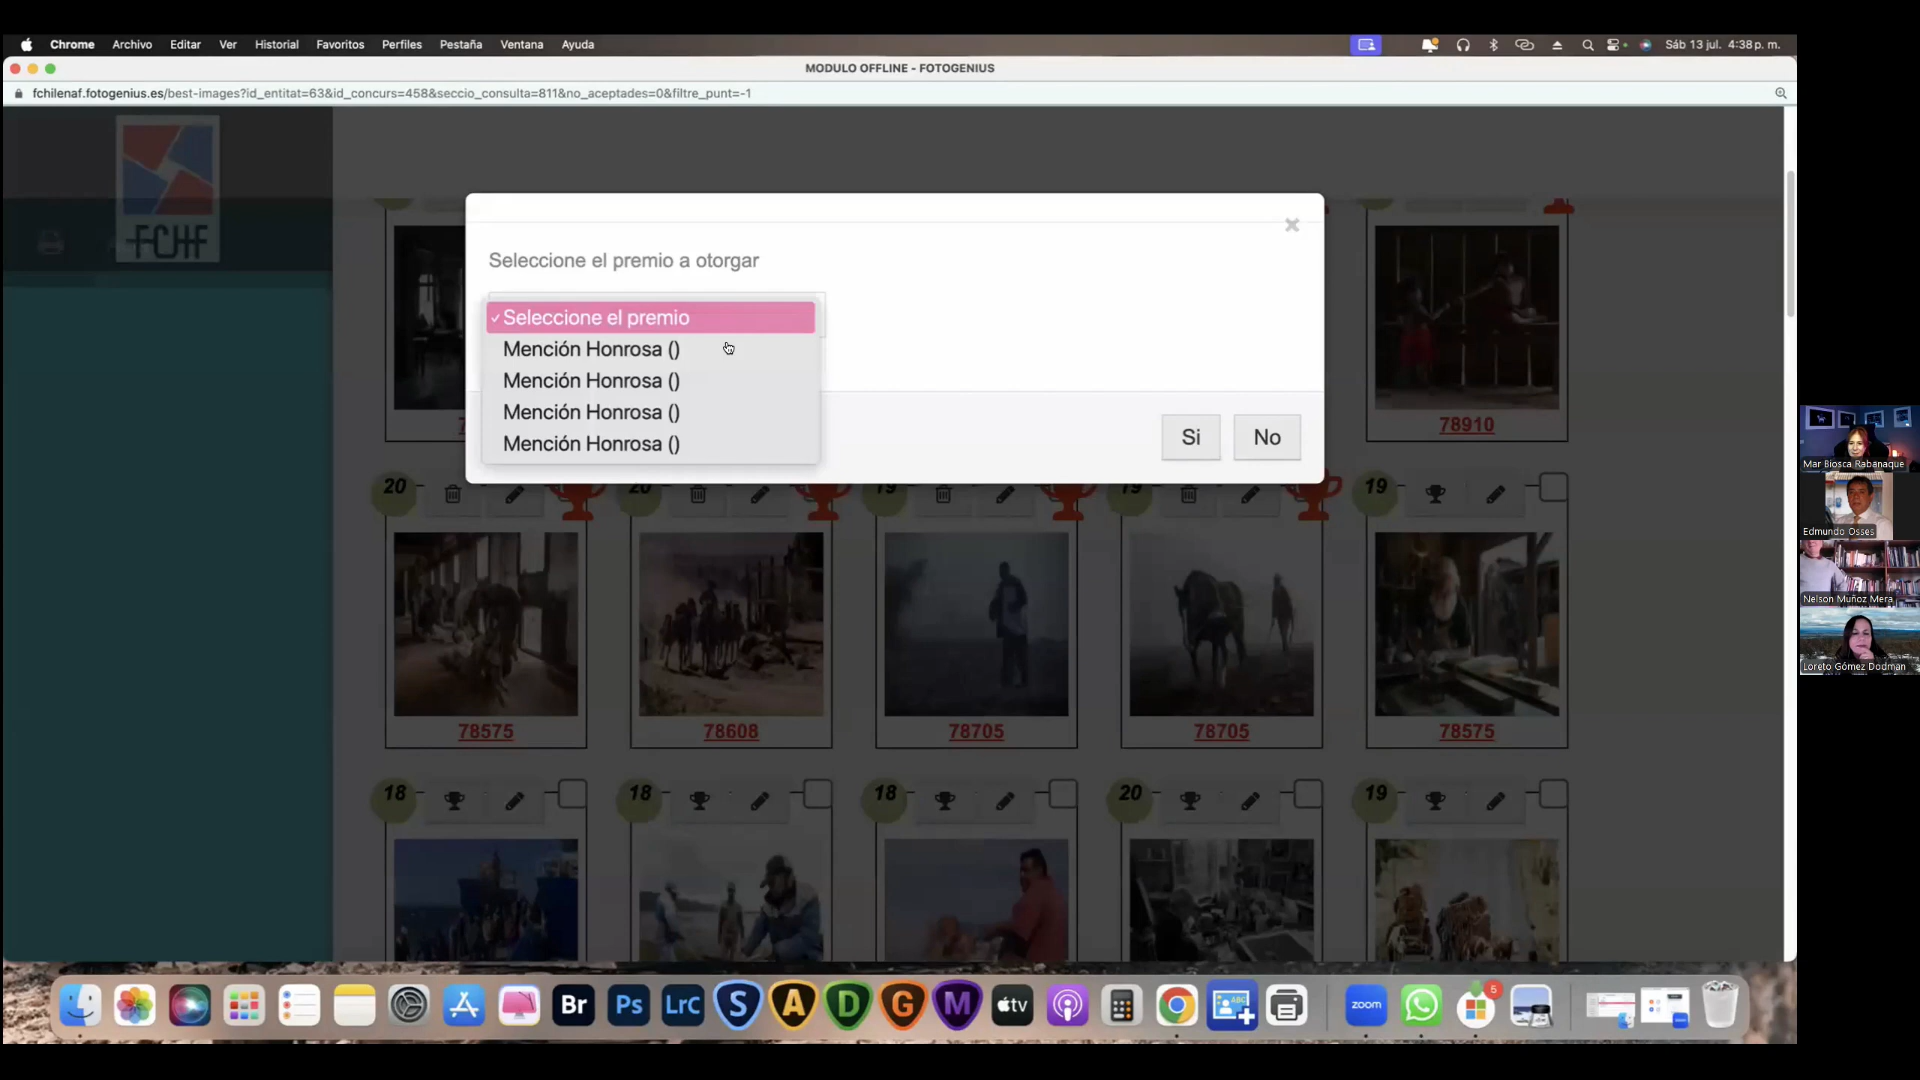 Chrome Archivo Editar Ver Historial Favoritos Perfiles Pestaña Ventana Ayuda Sáb 13 jul. 4:38 p. m.
MODULO OFFLINE - FOTOGENIUS
fchilenaf.fotogenius.es/best-images?id_entitat=63&id_concurs=458&seccio_consulta=811&no_aceptades=0&filtre_punt=-1
FCHF
Seleccione el premio a otorgar
✓ Seleccione el premio
Mención Honrosa ()
Mención Honrosa ()
Mención Honrosa ()
Mención Honrosa ()
Si No
78910
20 20 19 19 19
78575 78608 78705 78705 78575
18 18 18 20 19
Mar Biosca Rabanaque
Edmundo Osses
Nelson Muñoz Mera
Loreto Gómez Dodman
Br Ps LrC S A D G M tv ABC zoom 5